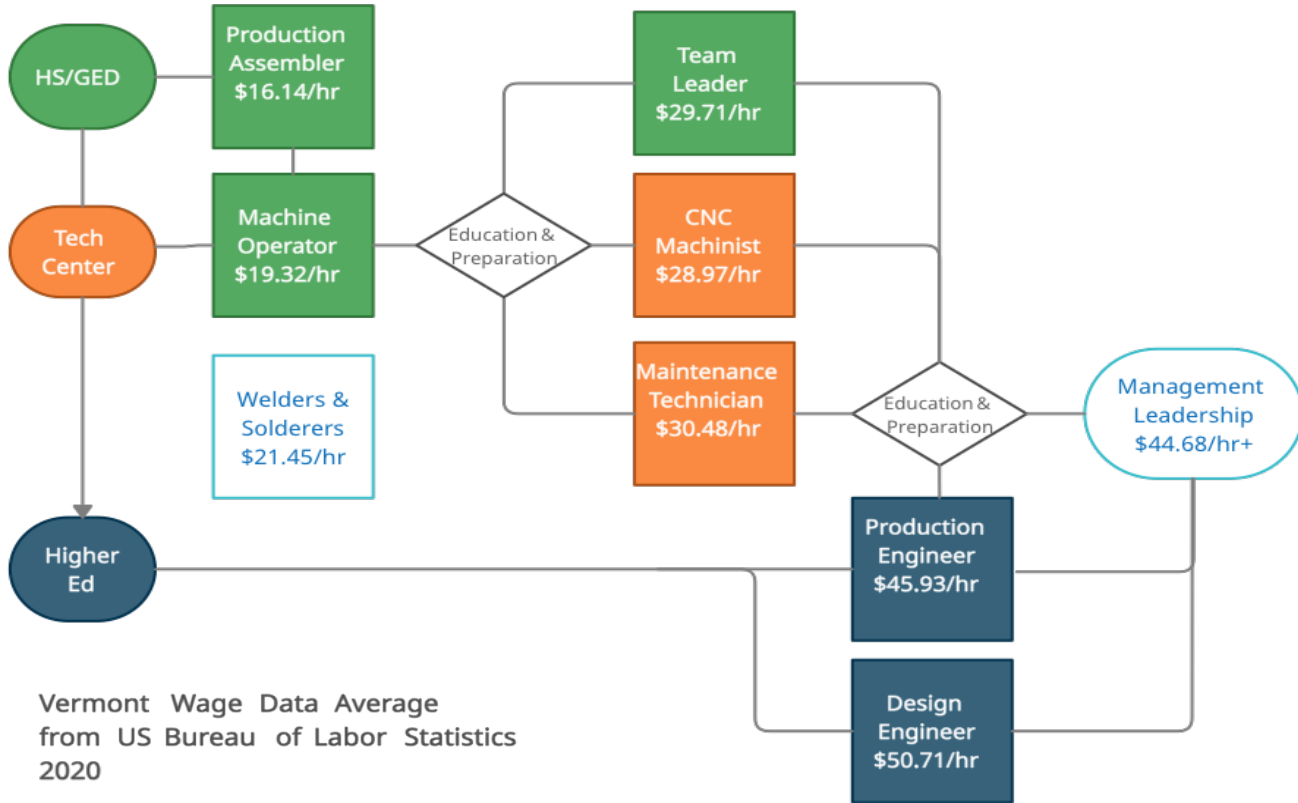 HS/GED
Production
Assembler
$16.14/hr
Team
Leader
$29.71/hr
Tech
Center
Machine
Operator
$19.32/hr
Education &
Preparation
CNC
Machinist
$28.97/hr
Welders &
Solderers
$21.45/hr
Maintenance
Technician
$30.48/hr
Education &
Preparation
Management
Leadership
$44.68/hr+
Higher
Ed
Production
Engineer
$45.93/hr
Design
Engineer
$50.71/hr
Vermont Wage Data Average
from US Bureau of Labor Statistics
2020